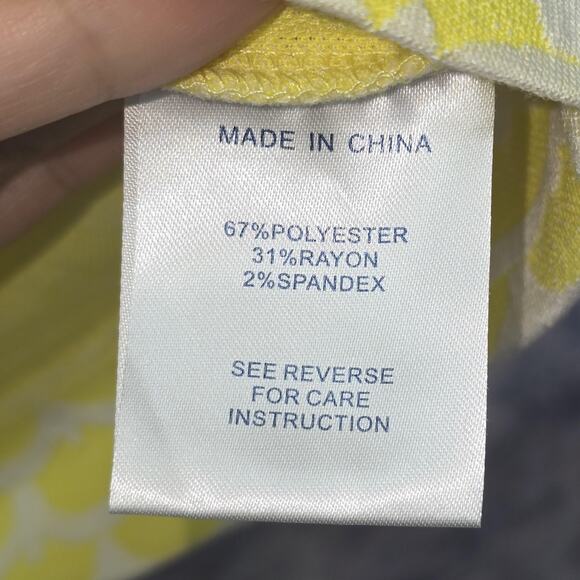 MADE IN CHINA
67%POLYESTER
31%RAYON
2%SPANDEX
SEE REVERSE
FOR CARE
INSTRUCTION